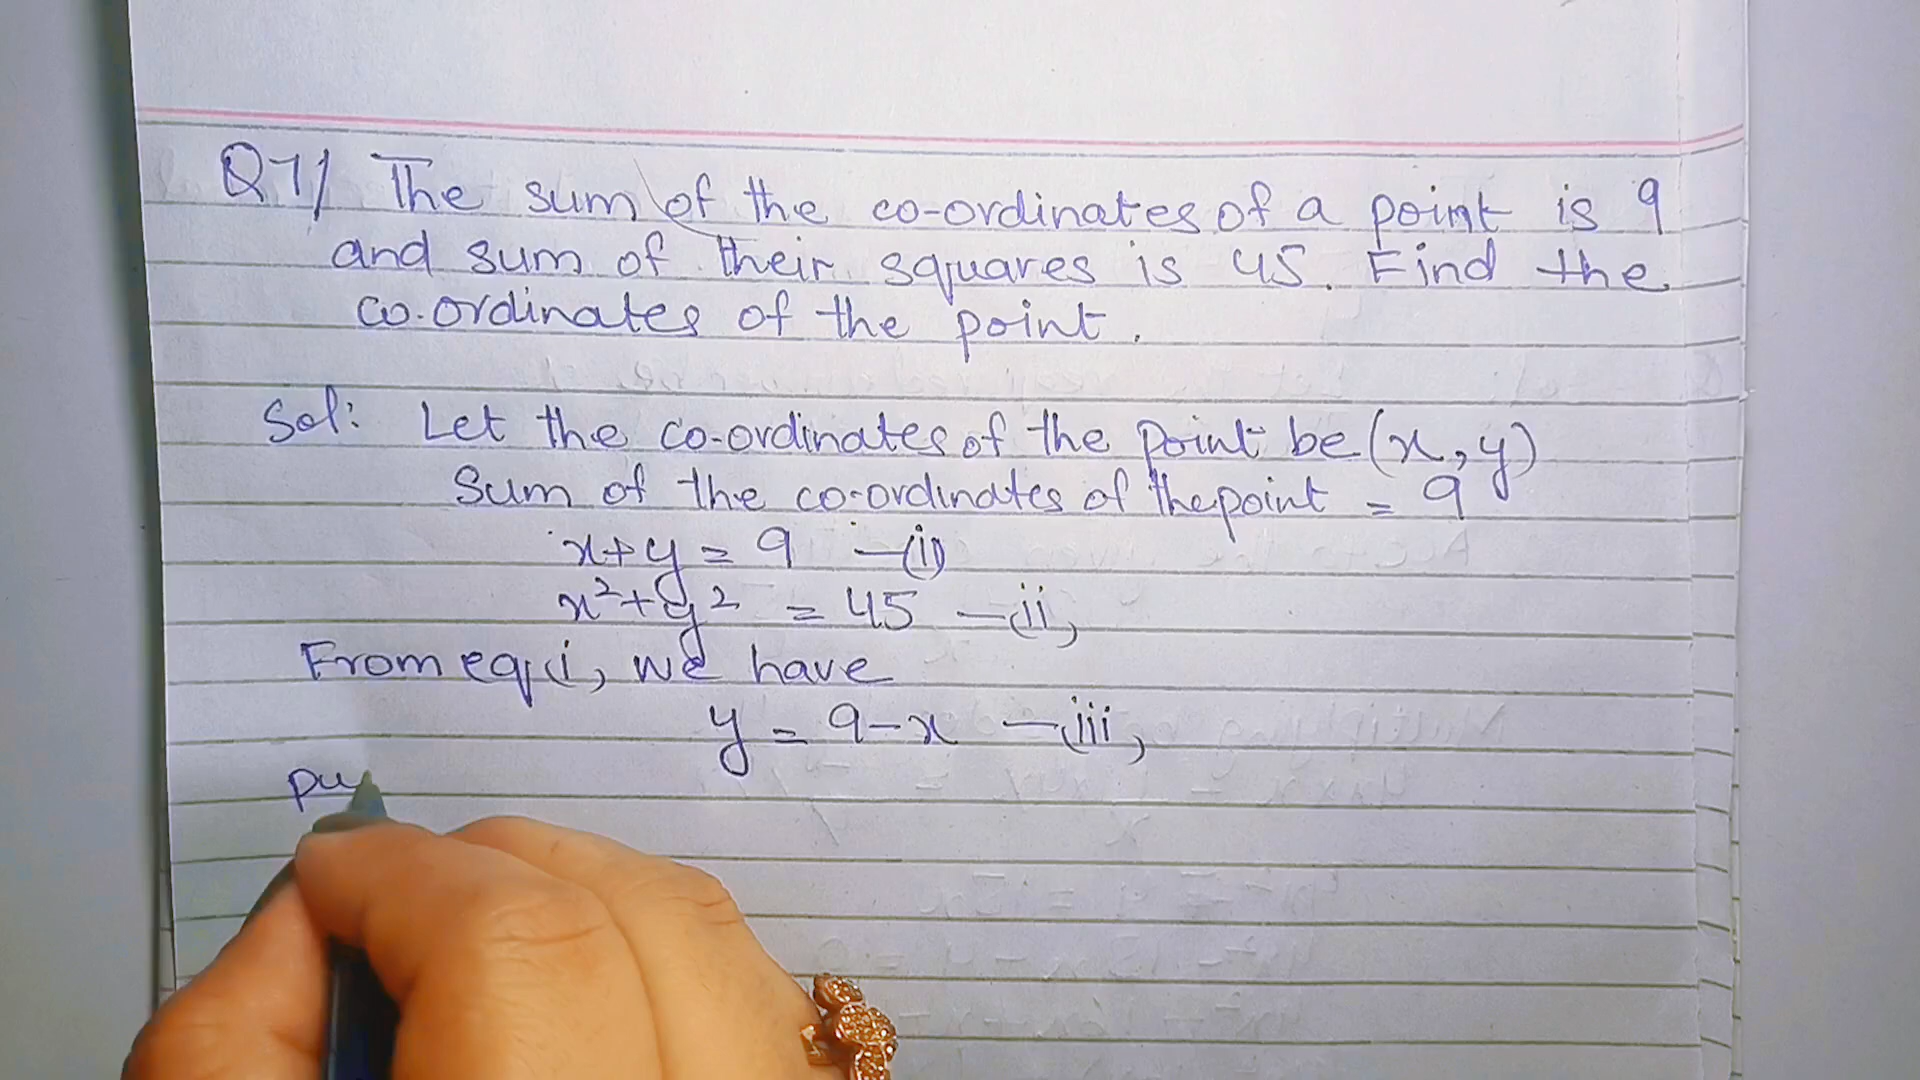 Q7/ The sum of the co-ordinates of a point is 9
and sum of their squares is 45. Find the
co.ordinates of the point.
Sol: Let the co-ordinates of the point be (x,y)
Sum of the co-ordinates of the point = 9
x+y = 9 -(i)
x²+y² = 45 -(ii,
From eq(i, we have
y = 9-x -(iii,
pu